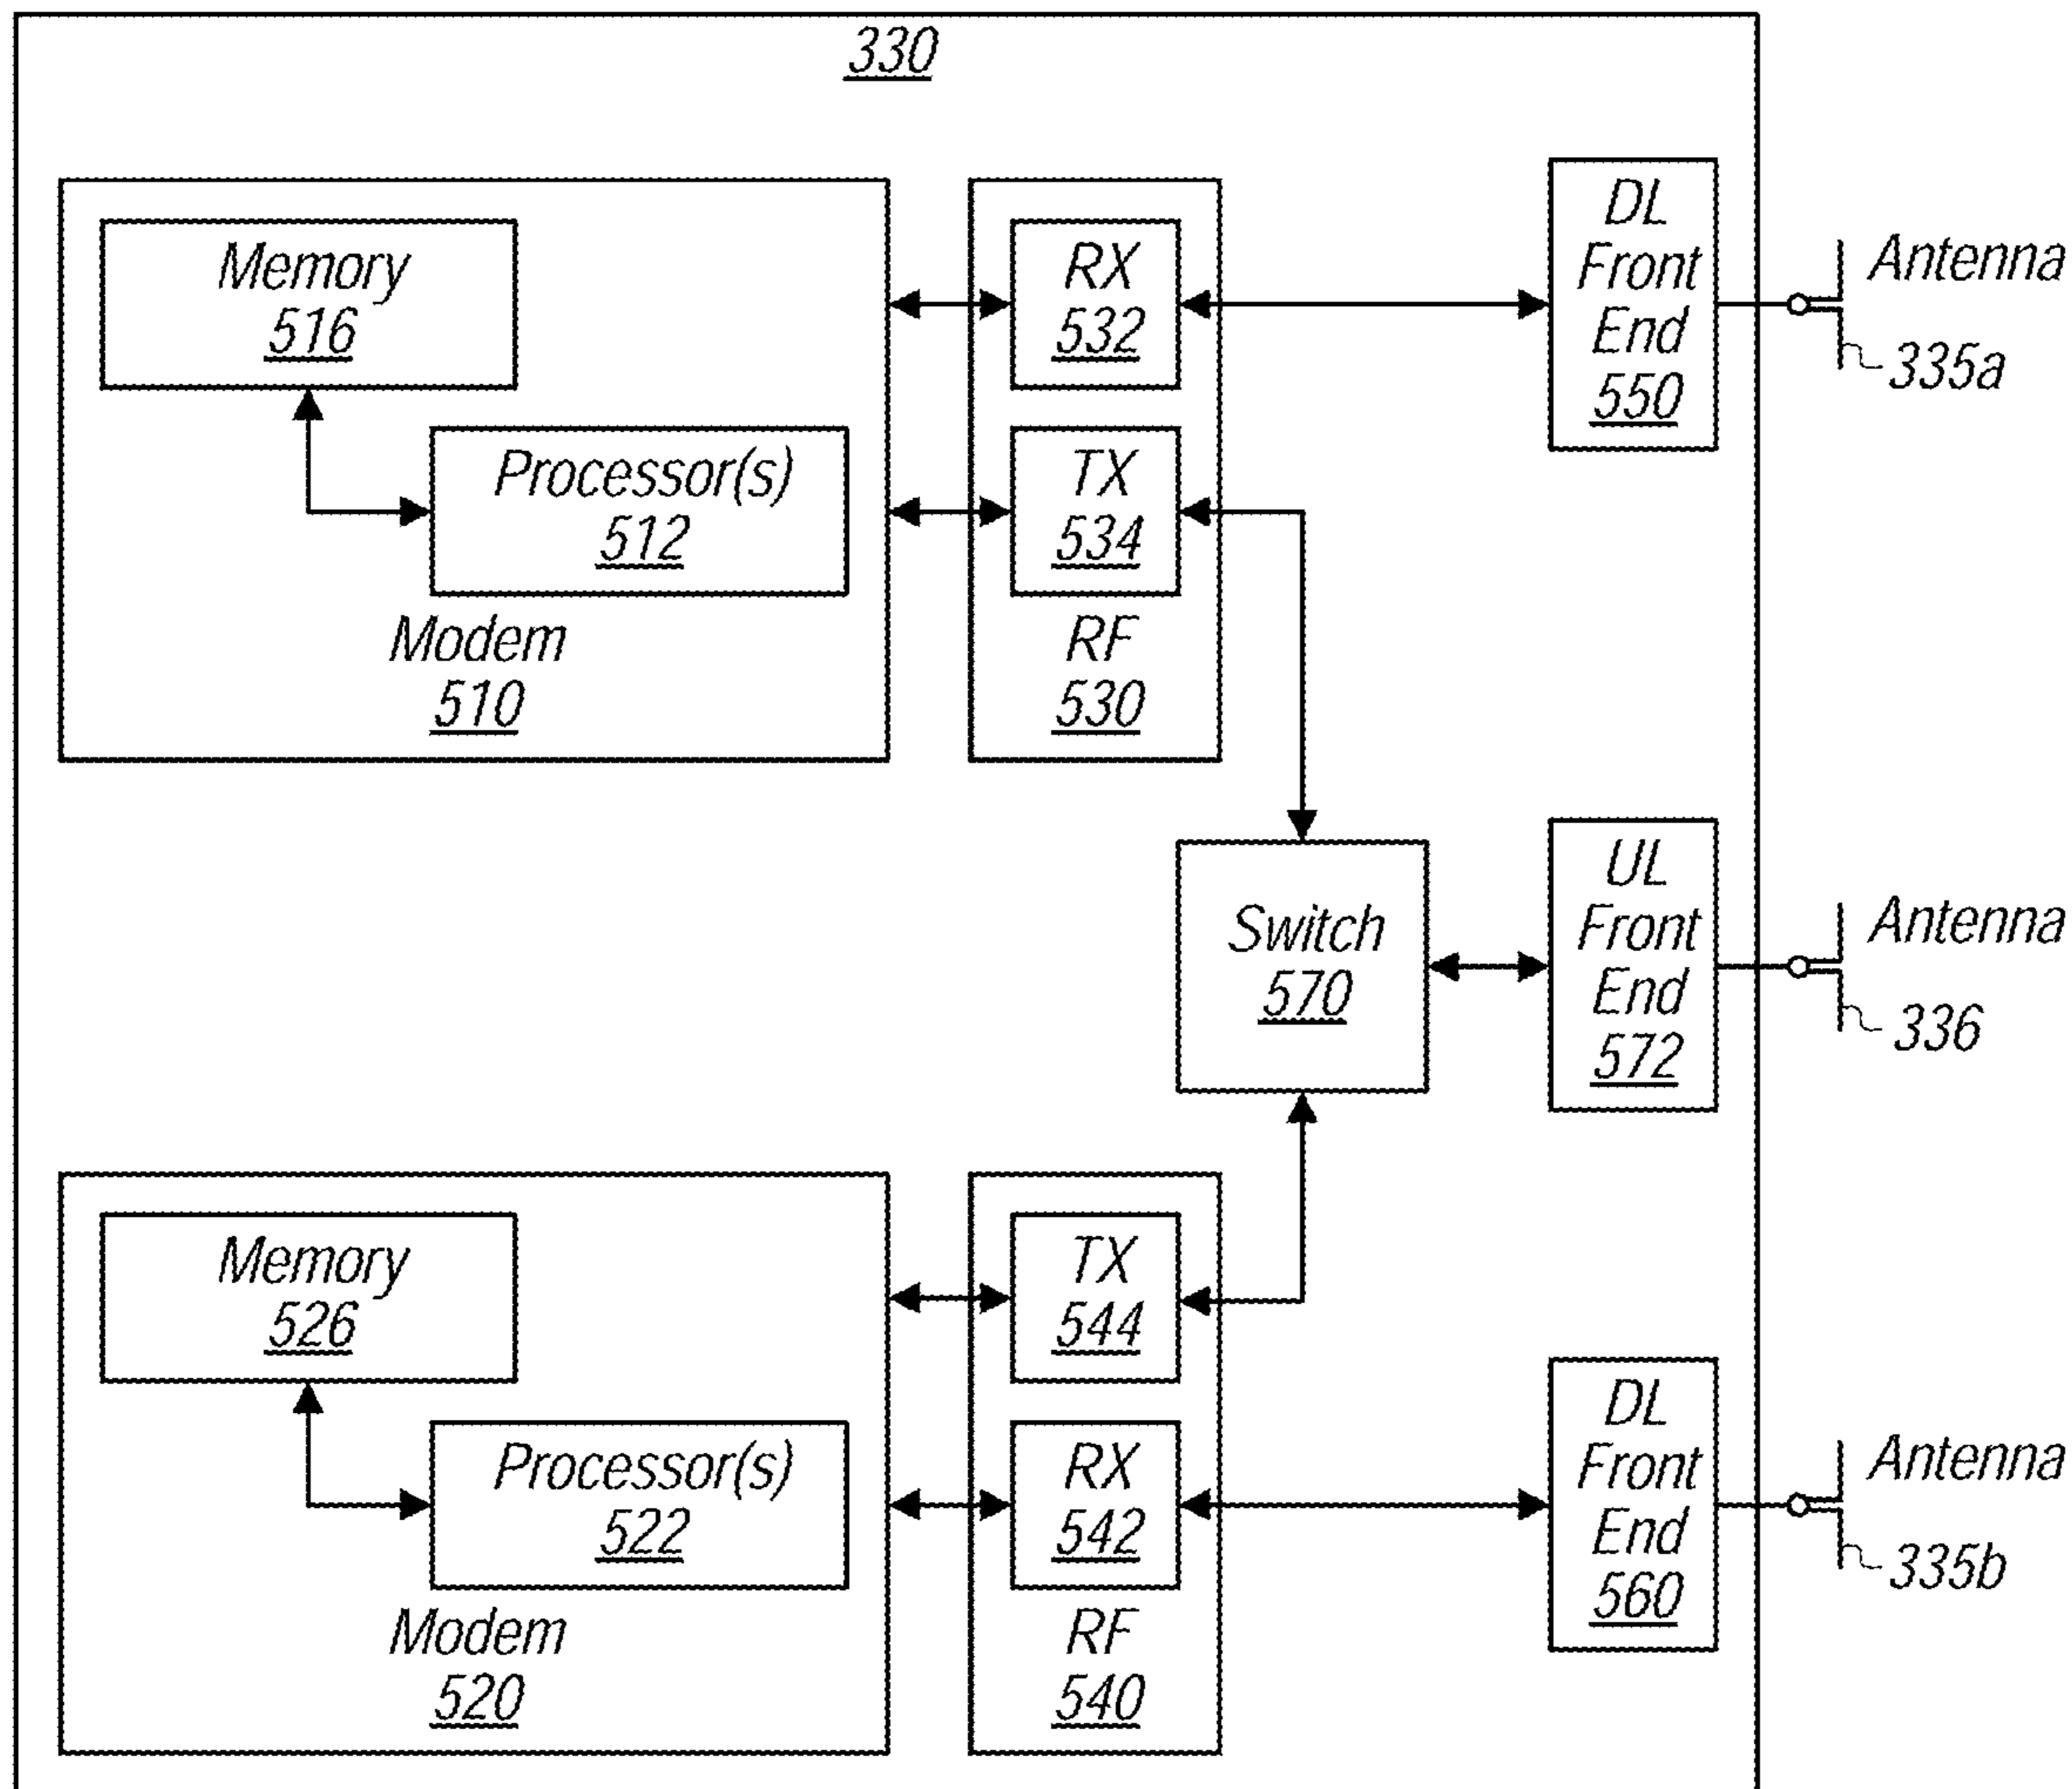 330
Memory
516
Processor(s)
512
Modem
510
RX
532
TX
534
RF
530
DL
Front
End
550
Antenna
335a
Switch
570
UL
Front
End
572
Antenna
336
Memory
526
Processor(s)
522
Modem
520
TX
544
RX
542
RF
540
DL
Front
End
560
Antenna
335b